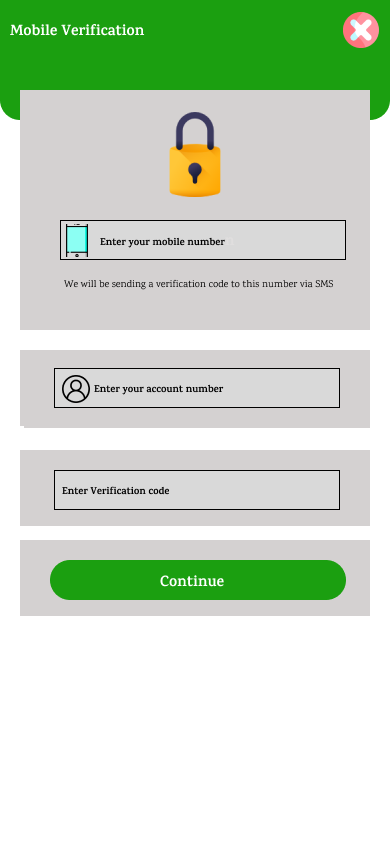 Mobile Verification
Enter your mobile number
We will be sending a verification code to this number via SMS
Enter your account number
Enter Verification code
Continue